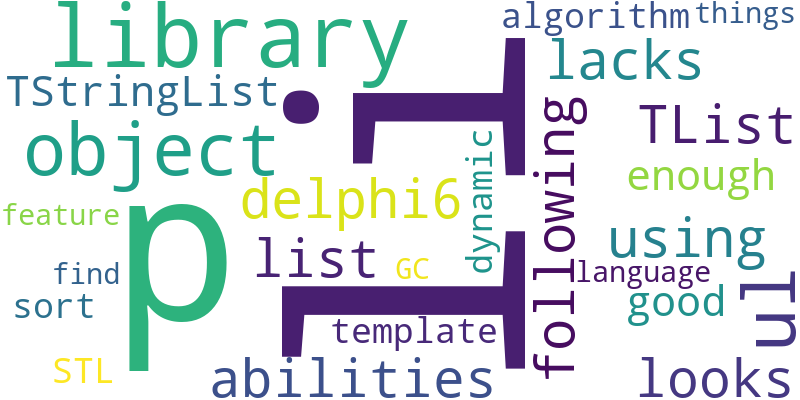 library
algorithm
things
lacks
TStringList
TList
object
li
following
dynamic
enough
delphi6
feature
p
using
list
GC
language
find
sort
good
ul
template
STL
abilities
looks